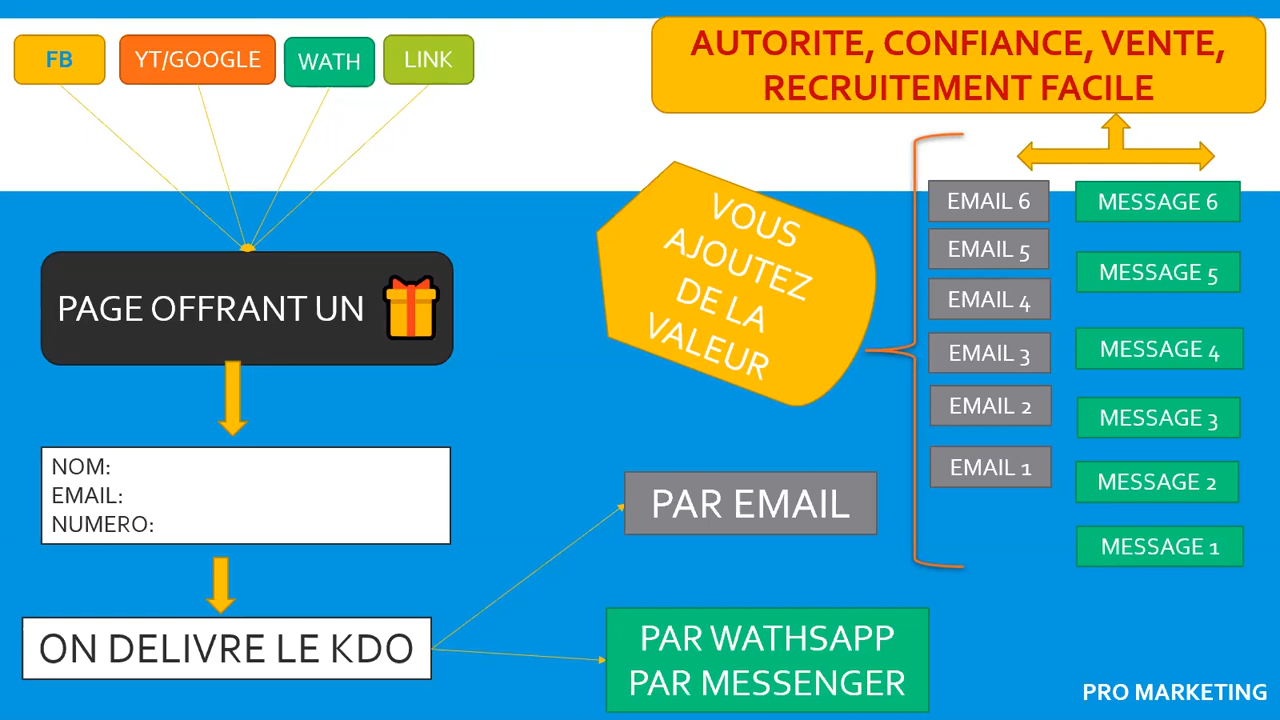 FB
YT/GOOGLE
WATH
LINK
AUTORITE, CONFIANCE, VENTE,
RECRUITEMENT FACILE
PAGE OFFRANT UN
NOM:
EMAIL:
NUMERO:
ON DELIVRE LE KDO
PAR EMAIL
PAR WATHSAPP
PAR MESSENGER
VOUS
AJOUTEZ
DE LA
VALEUR
EMAIL 6
EMAIL 5
EMAIL 4
EMAIL 3
EMAIL 2
EMAIL 1
MESSAGE 6
MESSAGE 5
MESSAGE 4
MESSAGE 3
MESSAGE 2
MESSAGE 1
PRO MARKETING